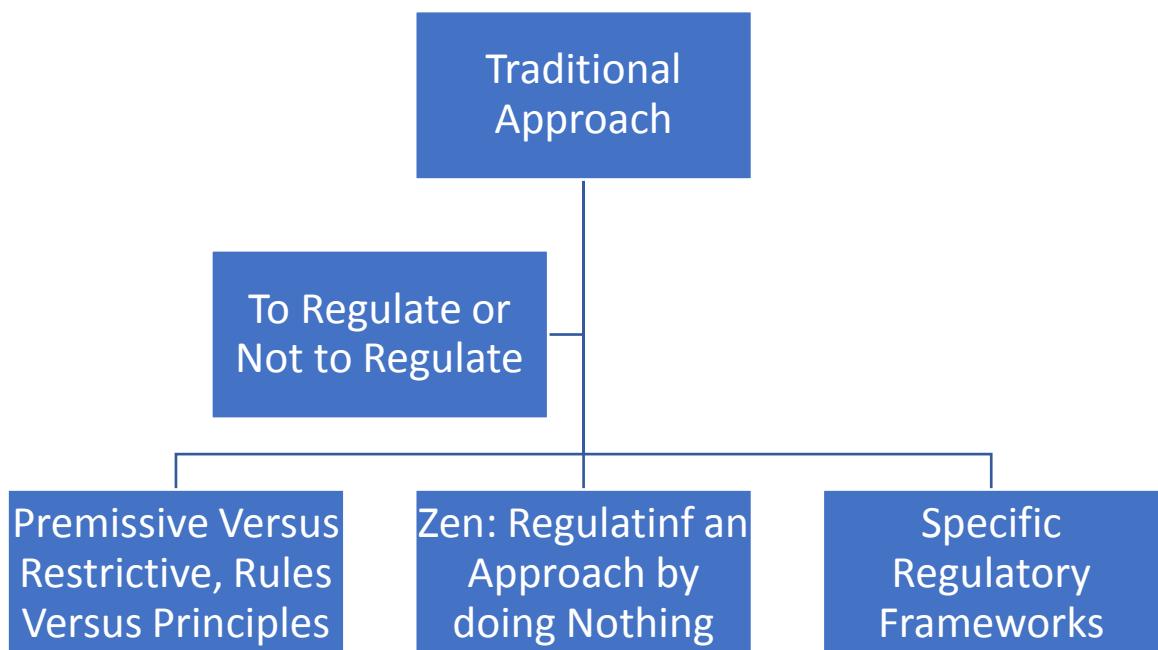 Traditional
Approach
To Regulate or
Not to Regulate
Premissive Versus
Restrictive, Rules
Versus Principles
Zen: Regulatinf an
Approach by
doing Nothing
Specific
Regulatory
Frameworks